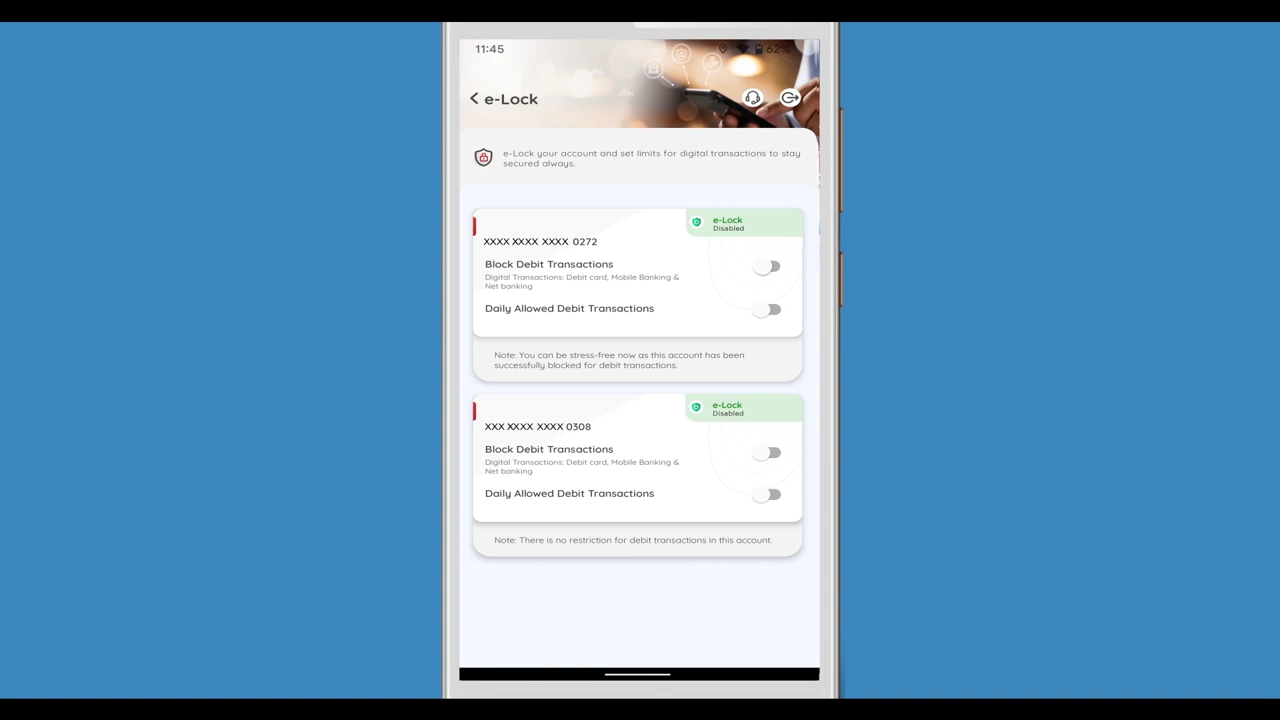 11:45
62%
e-Lock
e-Lock your account and set limits for digital transactions to stay
secured always.
e-Lock
Disabled
XXXX XXXX XXXX 0272
Block Debit Transactions
Digital Transactions: Debit card, Mobile Banking &
Net banking
Daily Allowed Debit Transactions
Note: You can be stress-free now as this account has been
successfully blocked for debit transactions.
e-Lock
Disabled
XXX XXXX XXXX 0308
Block Debit Transactions
Digital Transactions: Debit card, Mobile Banking &
Net banking
Daily Allowed Debit Transactions
Note: There is no restriction for debit transactions in this account.